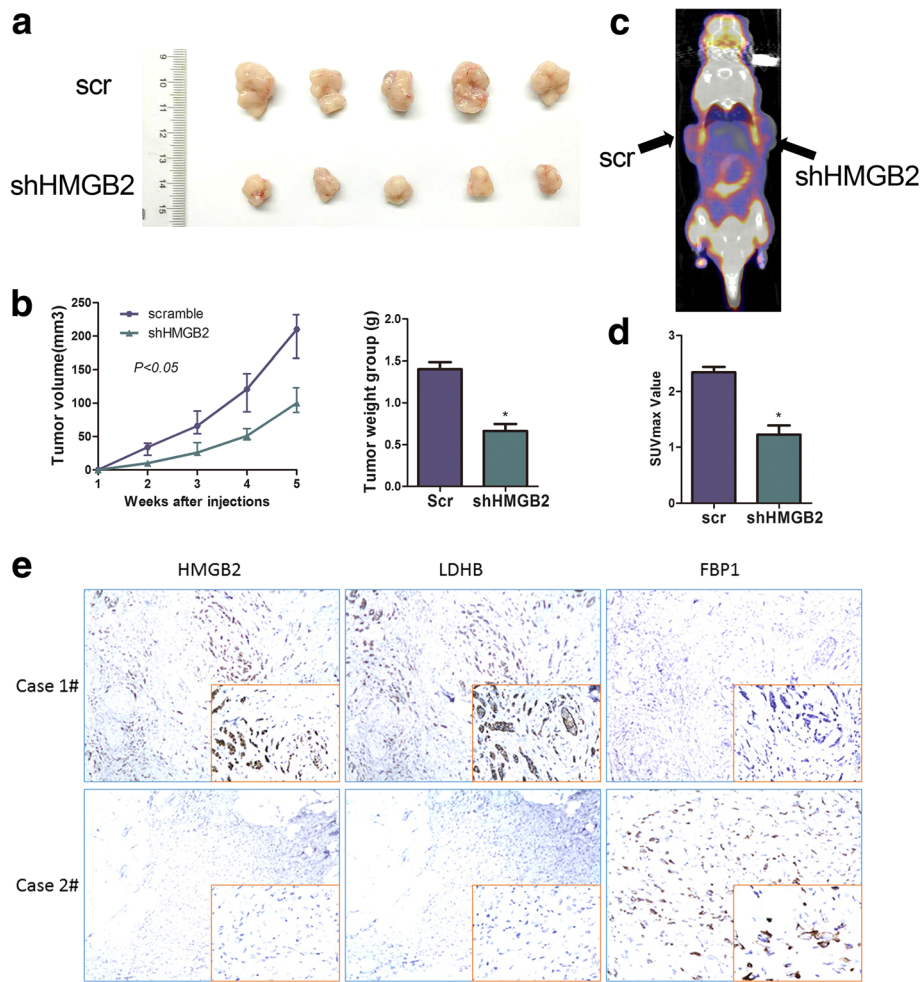 a
scr
shHMGB2
9
10
11
12
13
14
15
c
scr
shHMGB2
b
Tumor volume(mm3)
250
200
150
100
50
0
scramble
shHMGB2
P<0.05
1 2 3 4 5
Weeks after injections
Tumor weight group (g)
2.0
1.5
1.0
0.5
0.0
*
Scr shHMGB2
d
SUVmax Value
3
2
1
0
*
scr shHMGB2
e
HMGB2 LDHB FBP1
Case 1#
Case 2#